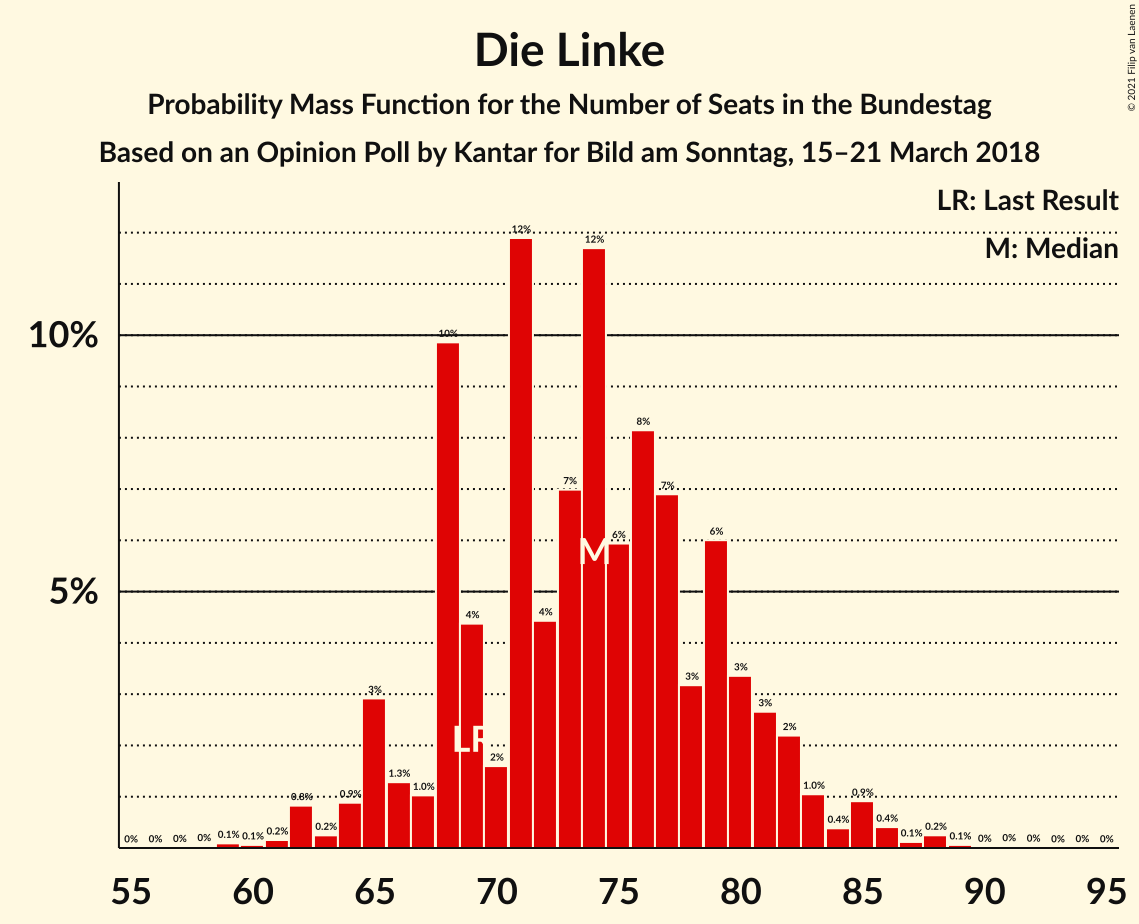 © 2021 Filip van Laenen
Die Linke
Probability Mass Function for the Number of Seats in the Bundestag
Based on an Opinion Poll by Kantar for Bild am Sonntag, 15–21 March 2018
LR: Last Result
M: Median
10%
5%
0% 0% 0% 0% 0.1% 0.1% 0.2% 0.8% 0.2% 0.9% 3% 1.3% 1.0% 10% 4% 2% 12% 4% 7% 12% 6% 8% 7% 3% 6% 3% 3% 2% 1.0% 0.4% 0.9% 0.4% 0.1% 0.2% 0.1% 0% 0% 0% 0% 0% 0%
M
LR
55 60 65 70 75 80 85 90 95